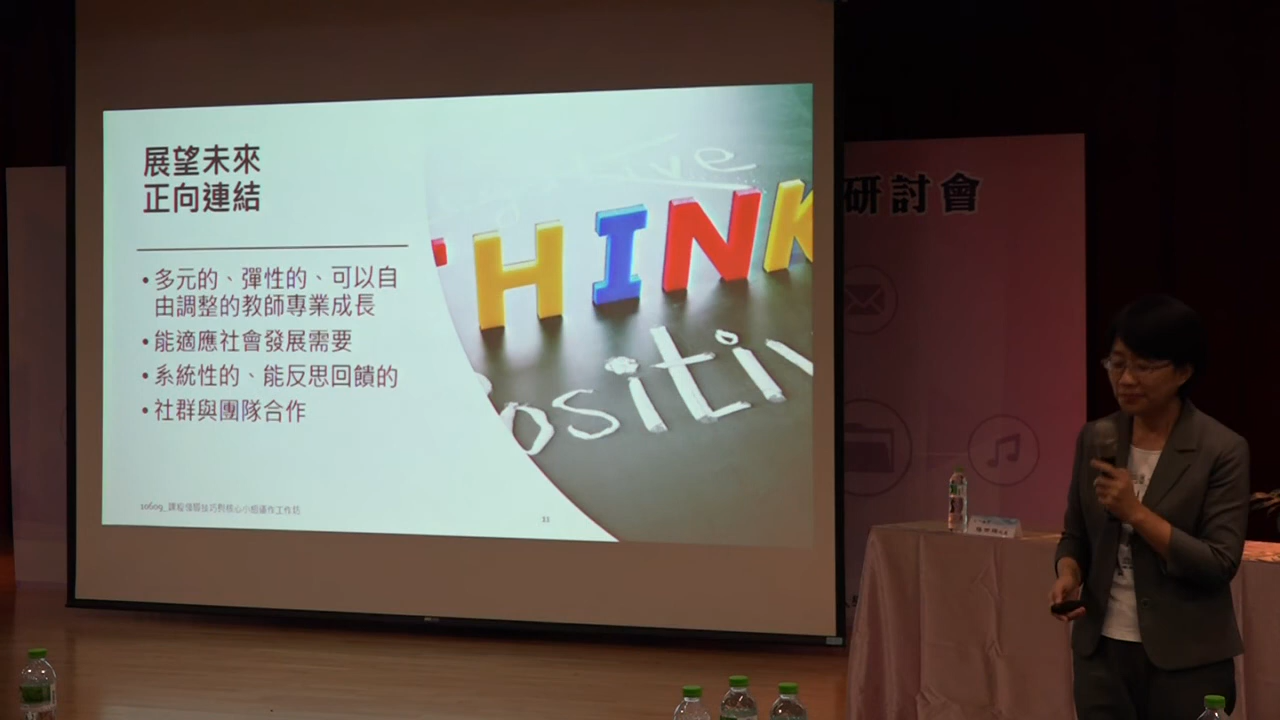 展望未來
正向連結
•多元的、彈性的、可以自
由調整的教師專業成長
•能適應社會發展需要
•系統性的、能反思回饋的
•社群與團隊合作
THINK
positiv
研討會
11